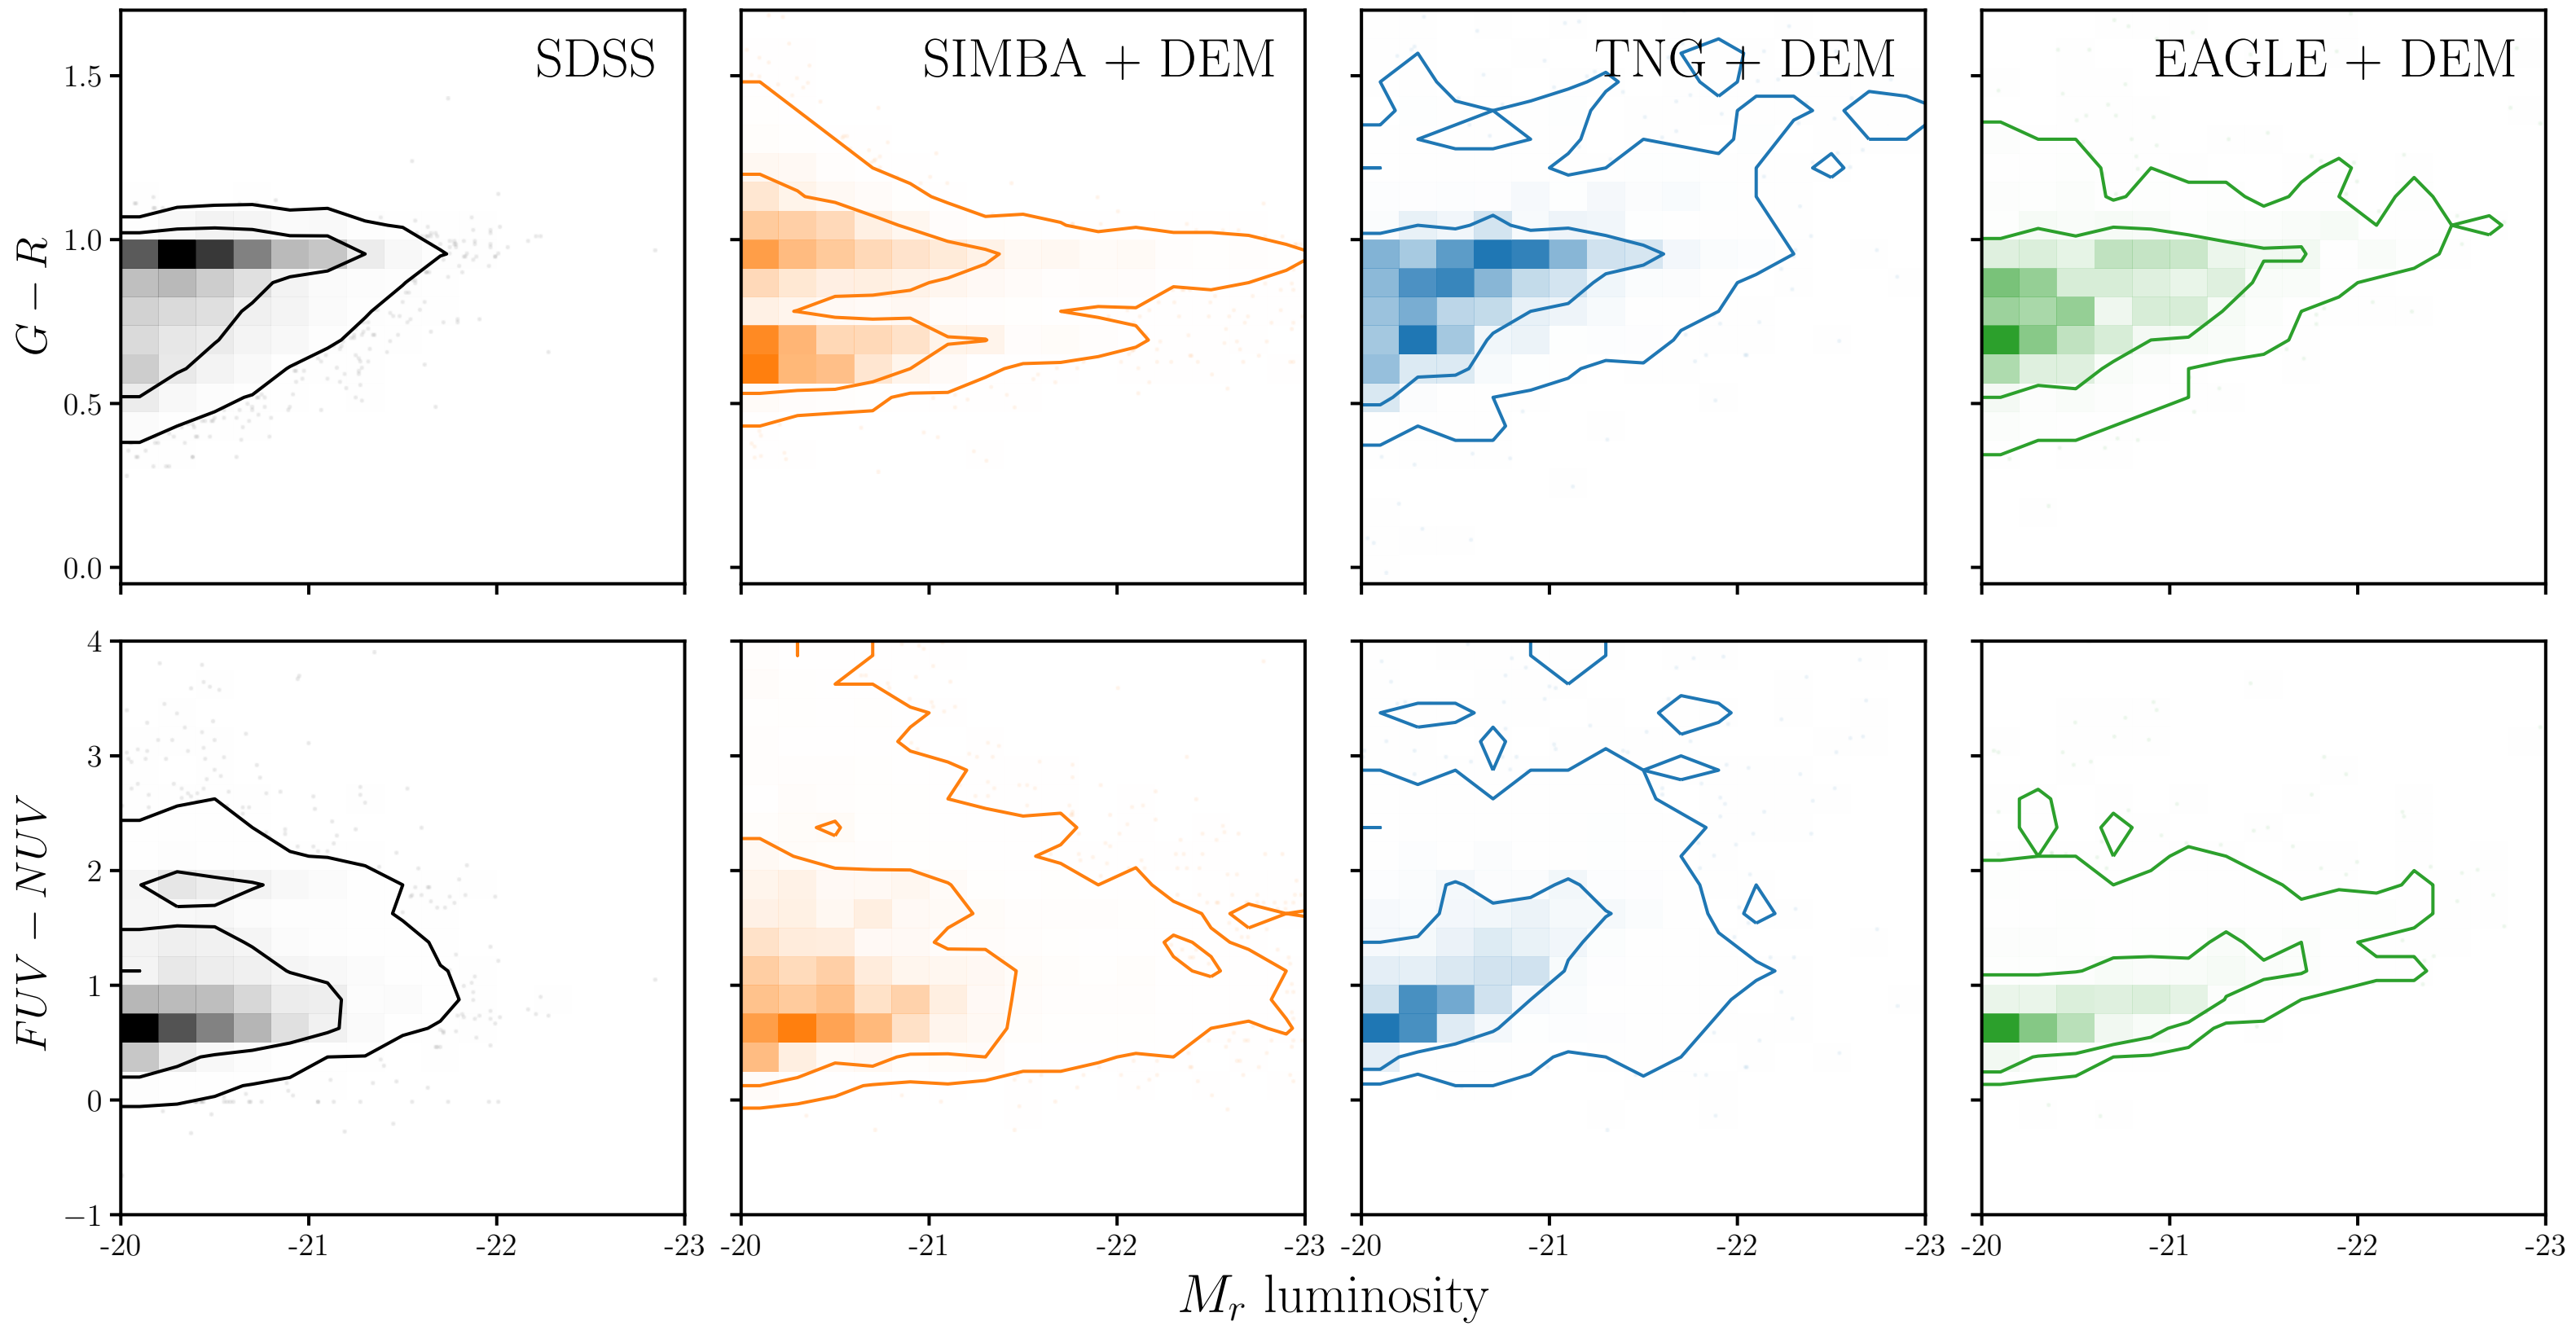 SDSS
SIMBA + DEM
TNG + DEM
EAGLE + DEM
G − R
1.5
1.0
0.5
0.0
FUV − NUV
4
3
2
1
0
−1
-20 -21 -22 -23
-20 -21 -22 -23
-20 -21 -22 -23
-20 -21 -22 -23
M_r luminosity